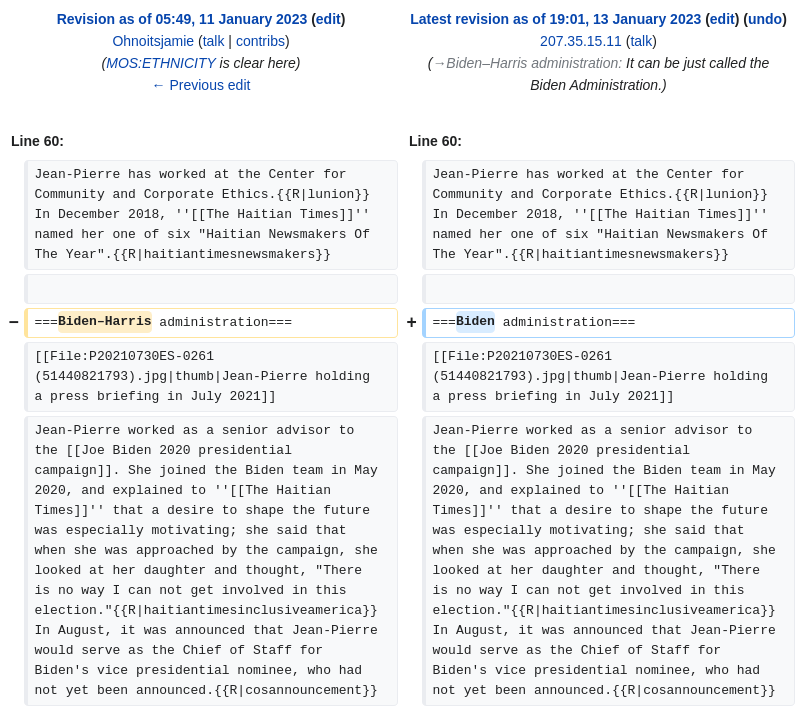 Revision as of 05:49, 11 January 2023 (edit)
Ohnoitsjamie (talk | contribs)
(MOS:ETHNICITY is clear here)
← Previous edit
Latest revision as of 19:01, 13 January 2023 (edit) (undo)
207.35.15.11 (talk)
(→Biden–Harris administration: It can be just called the
Biden Administration.)
Line 60:
Jean-Pierre has worked at the Center for
Community and Corporate Ethics.{{R|lunion}}
In December 2018, ''[[The Haitian Times]]''
named her one of six "Haitian Newsmakers Of
The Year".{{R|haitiantimesnewsmakers}}
− ===Biden–Harris administration===
[[File:P20210730ES-0261
(51440821793).jpg|thumb|Jean-Pierre holding
a press briefing in July 2021]]
Jean-Pierre worked as a senior advisor to
the [[Joe Biden 2020 presidential
campaign]]. She joined the Biden team in May
2020, and explained to ''[[The Haitian
Times]]'' that a desire to shape the future
was especially motivating; she said that
when she was approached by the campaign, she
looked at her daughter and thought, "There
is no way I can not get involved in this
election."{{R|haitiantimesinclusiveamerica}}
In August, it was announced that Jean-Pierre
would serve as the Chief of Staff for
Biden's vice presidential nominee, who had
not yet been announced.{{R|cosannouncement}}
Line 60:
Jean-Pierre has worked at the Center for
Community and Corporate Ethics.{{R|lunion}}
In December 2018, ''[[The Haitian Times]]''
named her one of six "Haitian Newsmakers Of
The Year".{{R|haitiantimesnewsmakers}}
+ ===Biden administration===
[[File:P20210730ES-0261
(51440821793).jpg|thumb|Jean-Pierre holding
a press briefing in July 2021]]
Jean-Pierre worked as a senior advisor to
the [[Joe Biden 2020 presidential
campaign]]. She joined the Biden team in May
2020, and explained to ''[[The Haitian
Times]]'' that a desire to shape the future
was especially motivating; she said that
when she was approached by the campaign, she
looked at her daughter and thought, "There
is no way I can not get involved in this
election."{{R|haitiantimesinclusiveamerica}}
In August, it was announced that Jean-Pierre
would serve as the Chief of Staff for
Biden's vice presidential nominee, who had
not yet been announced.{{R|cosannouncement}}